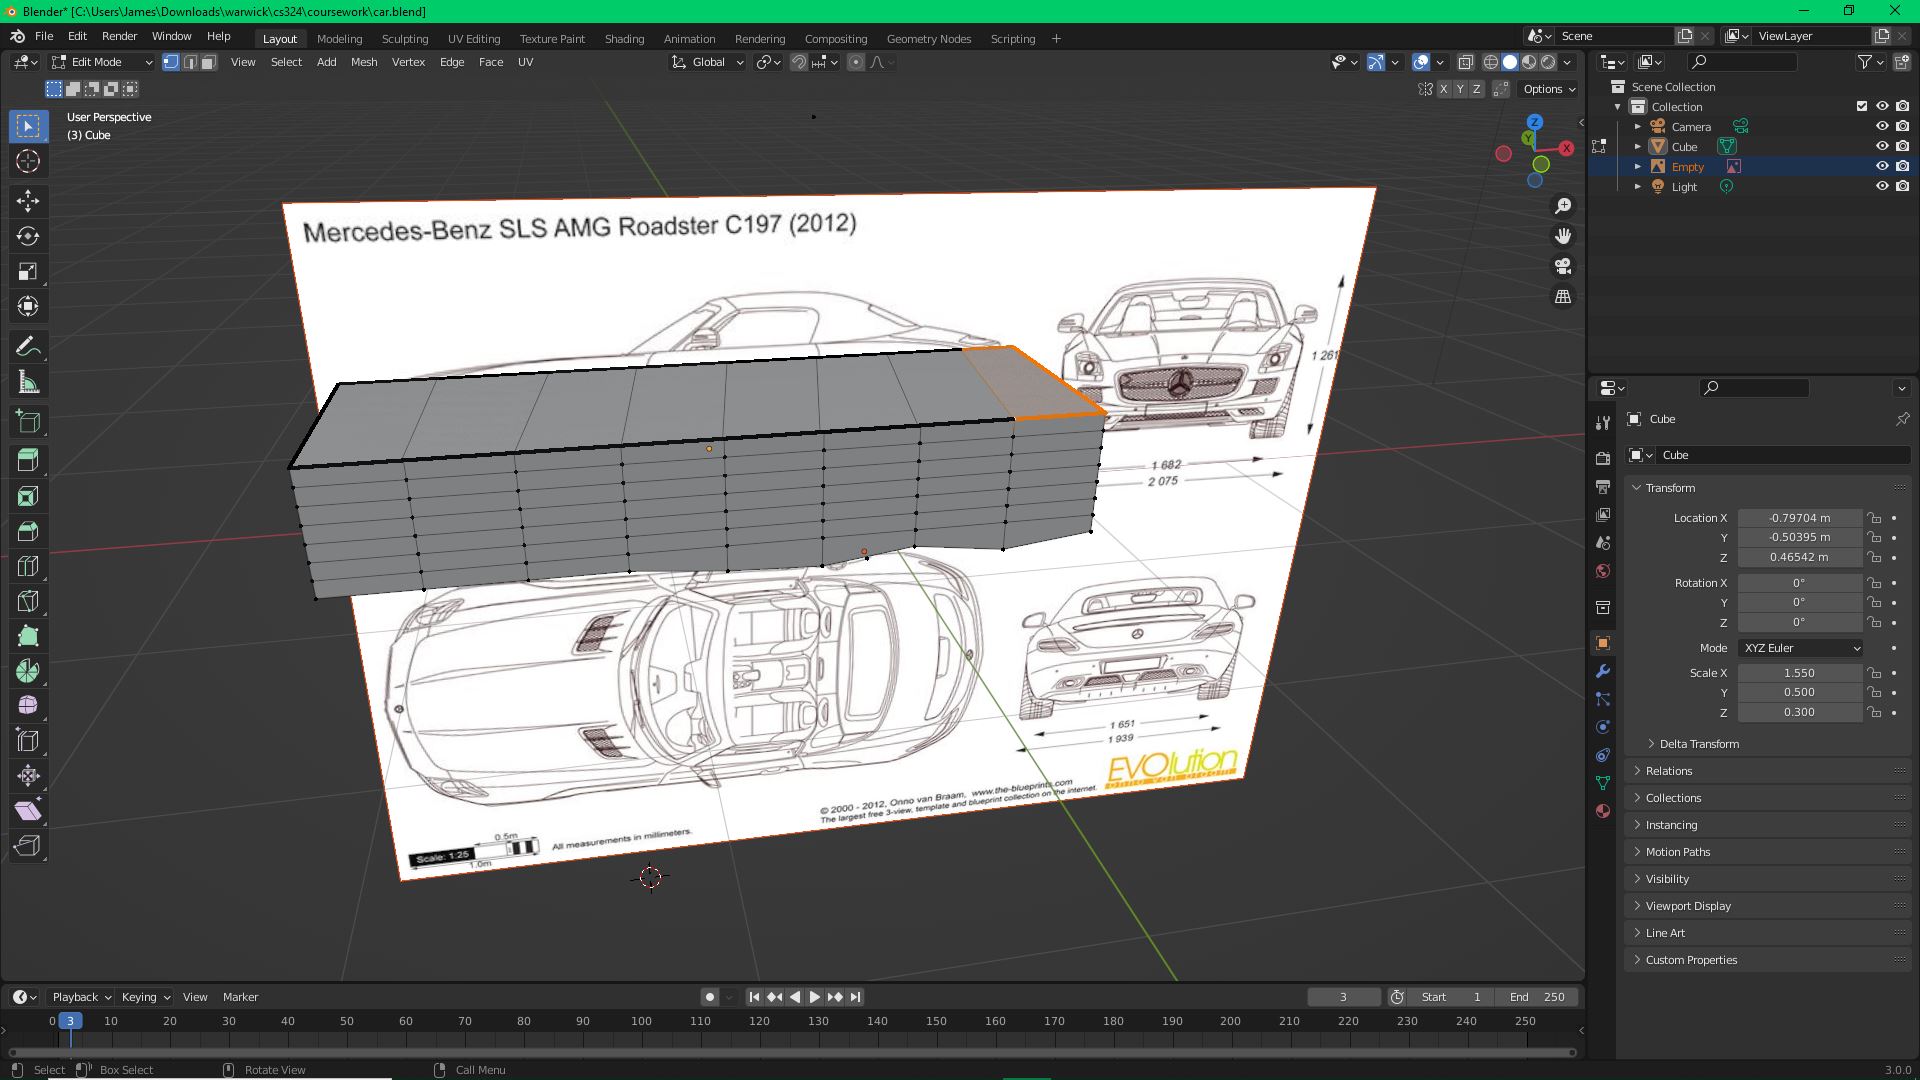 Blender* [C:\Users\James\Downloads\warwick\cs324\coursework\car.blend]
File Edit Render Window Help Layout Modeling Sculpting UV Editing Texture Paint Shading Animation Rendering Compositing Geometry Nodes Scripting + Scene ViewLayer
Edit Mode View Select Add Mesh Vertex Edge Face UV Global
X Y Z Options
User Perspective
(3) Cube
Z
Y
X
Scene Collection
Collection
Camera
Cube
Empty
Light
Mercedes-Benz SLS AMG Roadster C197 (2012)
1 261
1 682
2 075
1 651
1 939
EVOlution
© 2000 - 2012, Onno van Braam, www.the-blueprints.com
The largest free 3-view, template and blueprint collection on the internet.
0.5m
Scale: 1:25
1.0m
All measurements in millimeters.
Cube
Cube
Transform
Location X -0.79704 m
Y -0.50395 m
Z 0.46542 m
Rotation X 0°
Y 0°
Z 0°
Mode XYZ Euler
Scale X 1.550
Y 0.500
Z 0.300
Delta Transform
Relations
Collections
Instancing
Motion Paths
Visibility
Viewport Display
Line Art
Custom Properties
Playback Keying View Marker 3 Start 1 End 250
0 3 10 20 30 40 50 60 70 80 90 100 110 120 130 140 150 160 170 180 190 200 210 220 230 240 250
Select Box Select Rotate View Call Menu 3.0.0